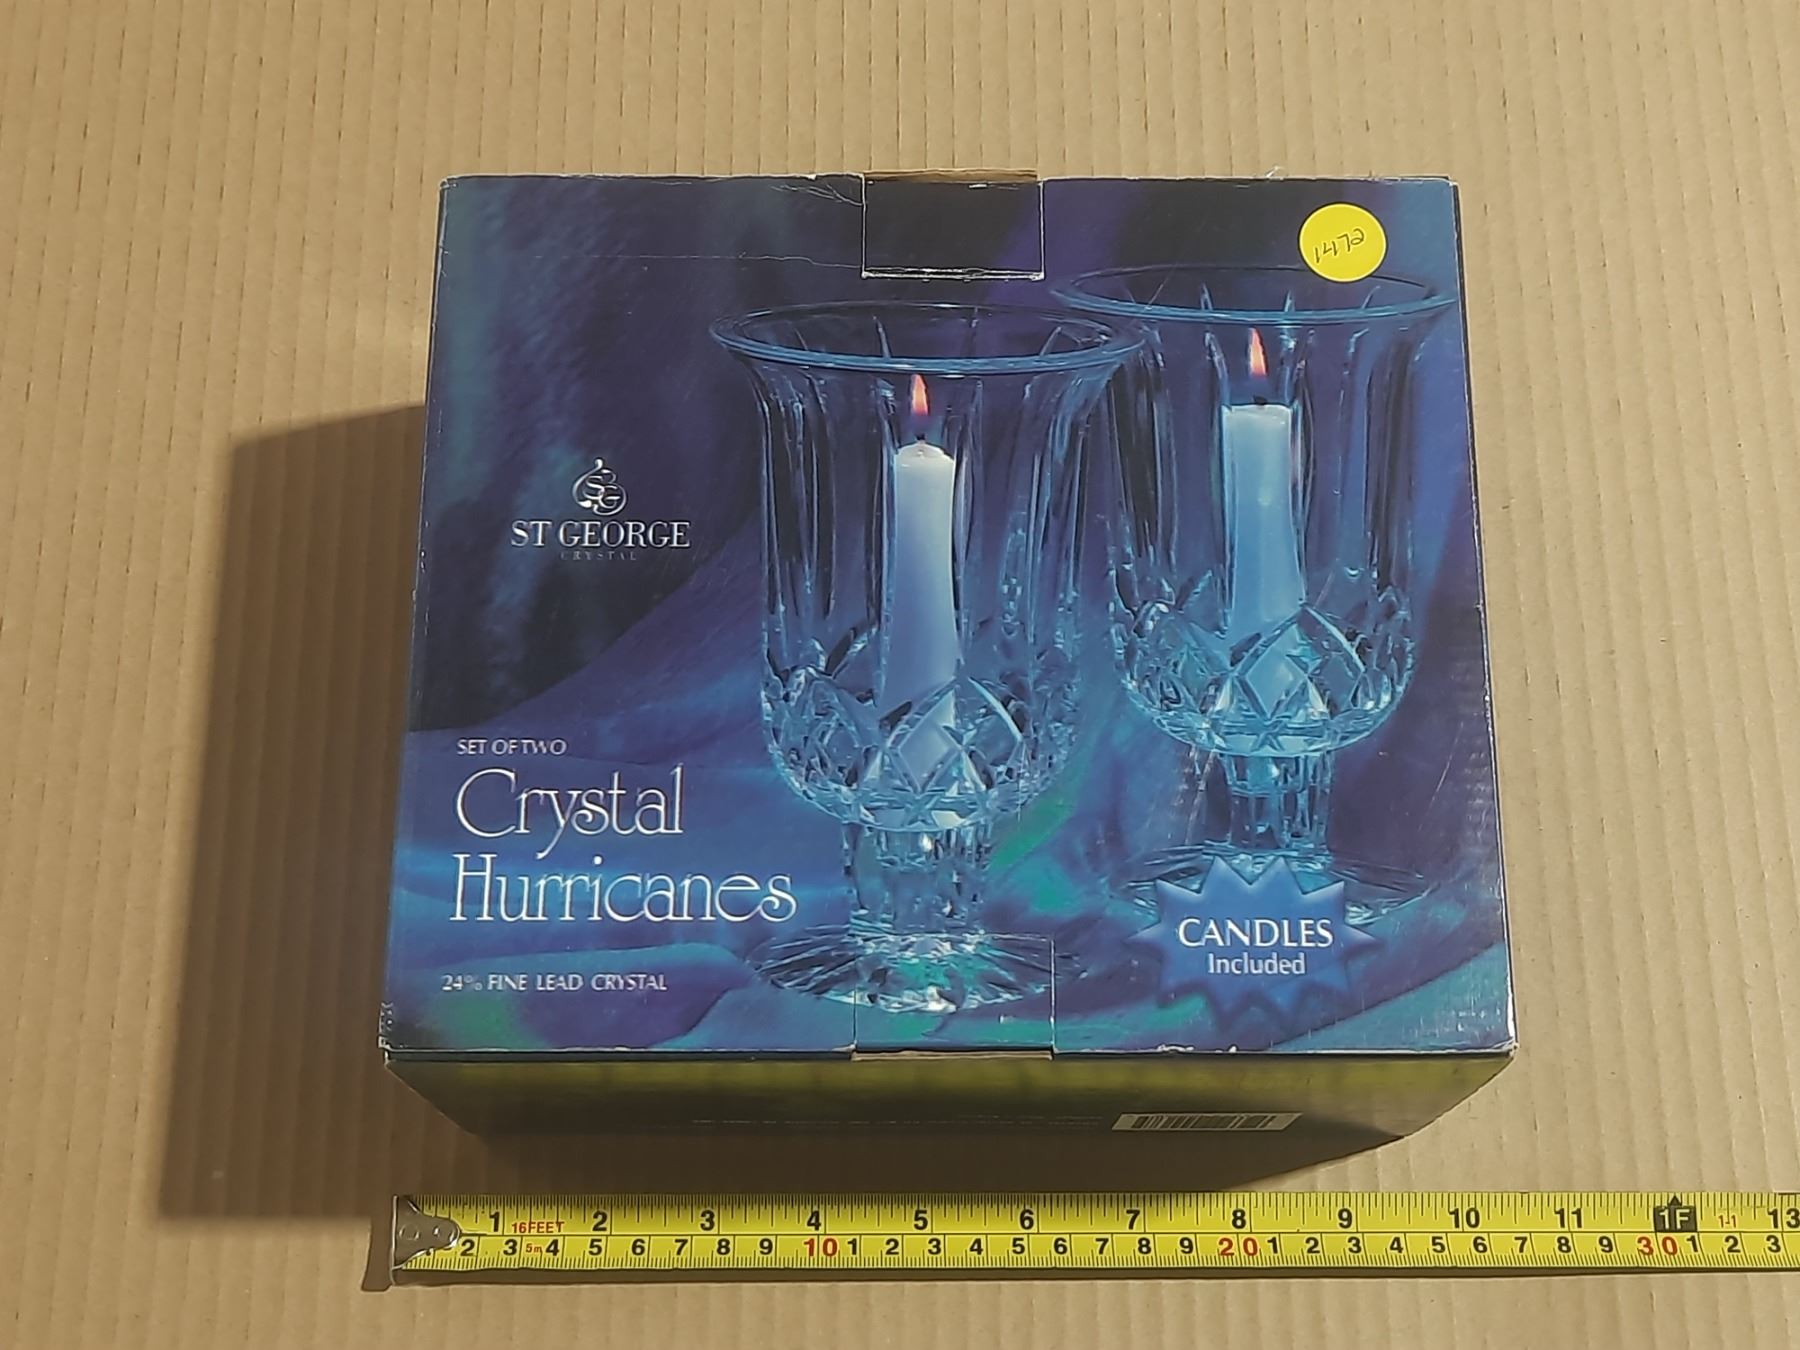 SG
ST GEORGE
CRYSTAL
SET OF TWO
Crystal
Hurricanes
24% FINE LEAD CRYSTAL
CANDLES
Included
1 16FEET 2 3 4 5 6 7 8 9 10 11 1F 1-1 13
2 3 5m 4 5 6 7 8 9 10 1 2 3 4 5 6 7 8 9 20 1 2 3 4 5 6 7 8 9 30 1 2 3